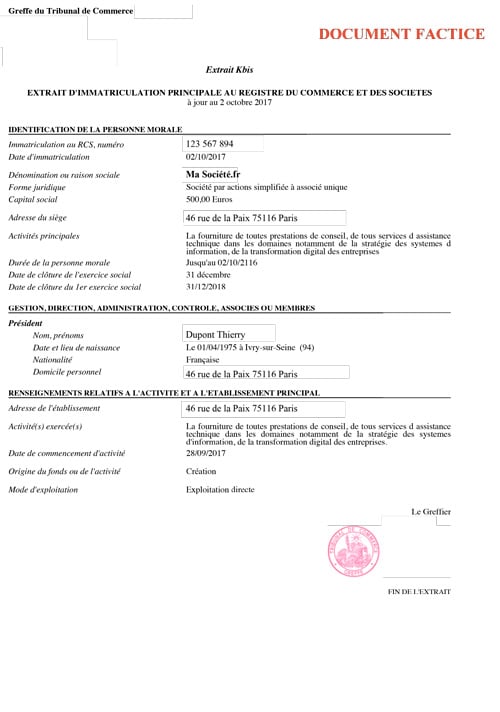 Greffe du Tribunal de Commerce
DOCUMENT FACTICE
Extrait Kbis
EXTRAIT D'IMMATRICULATION PRINCIPALE AU REGISTRE DU COMMERCE ET DES SOCIETES
à jour au 2 octobre 2017
IDENTIFICATION DE LA PERSONNE MORALE
Immatriculation au RCS, numéro 123 567 894
Date d'immatriculation 02/10/2017
Dénomination ou raison sociale Ma Société.fr
Forme juridique Société par actions simplifiée à associé unique
Capital social 500,00 Euros
Adresse du siège 46 rue de la Paix 75116 Paris
Activités principales La fourniture de toutes prestations de conseil, de tous services d assistance
technique dans les domaines notamment de la stratégie des systemes d
information, de la transformation digital des entreprises
Durée de la personne morale Jusqu'au 02/10/2116
Date de clôture de l'exercice social 31 décembre
Date de clôture du 1er exercice social 31/12/2018
GESTION, DIRECTION, ADMINISTRATION, CONTROLE, ASSOCIES OU MEMBRES
Président
Nom, prénoms Dupont Thierry
Date et lieu de naissance Le 01/04/1975 à Ivry-sur-Seine (94)
Nationalité Française
Domicile personnel 46 rue de la Paix 75116 Paris
RENSEIGNEMENTS RELATIFS A L'ACTIVITE ET A L'ETABLISSEMENT PRINCIPAL
Adresse de l'établissement 46 rue de la Paix 75116 Paris
Activité(s) exercée(s) La fourniture de toutes prestations de conseil, de tous services d assistance
technique dans les domaines notamment de la stratégie des systemes
d'information, de la transformation digital des entreprises.
Date de commencement d'activité 28/09/2017
Origine du fonds ou de l'activité Création
Mode d'exploitation Exploitation directe
Le Greffier
TRIBUNAL DE COMMERCE
GREFFE
FIN DE L'EXTRAIT